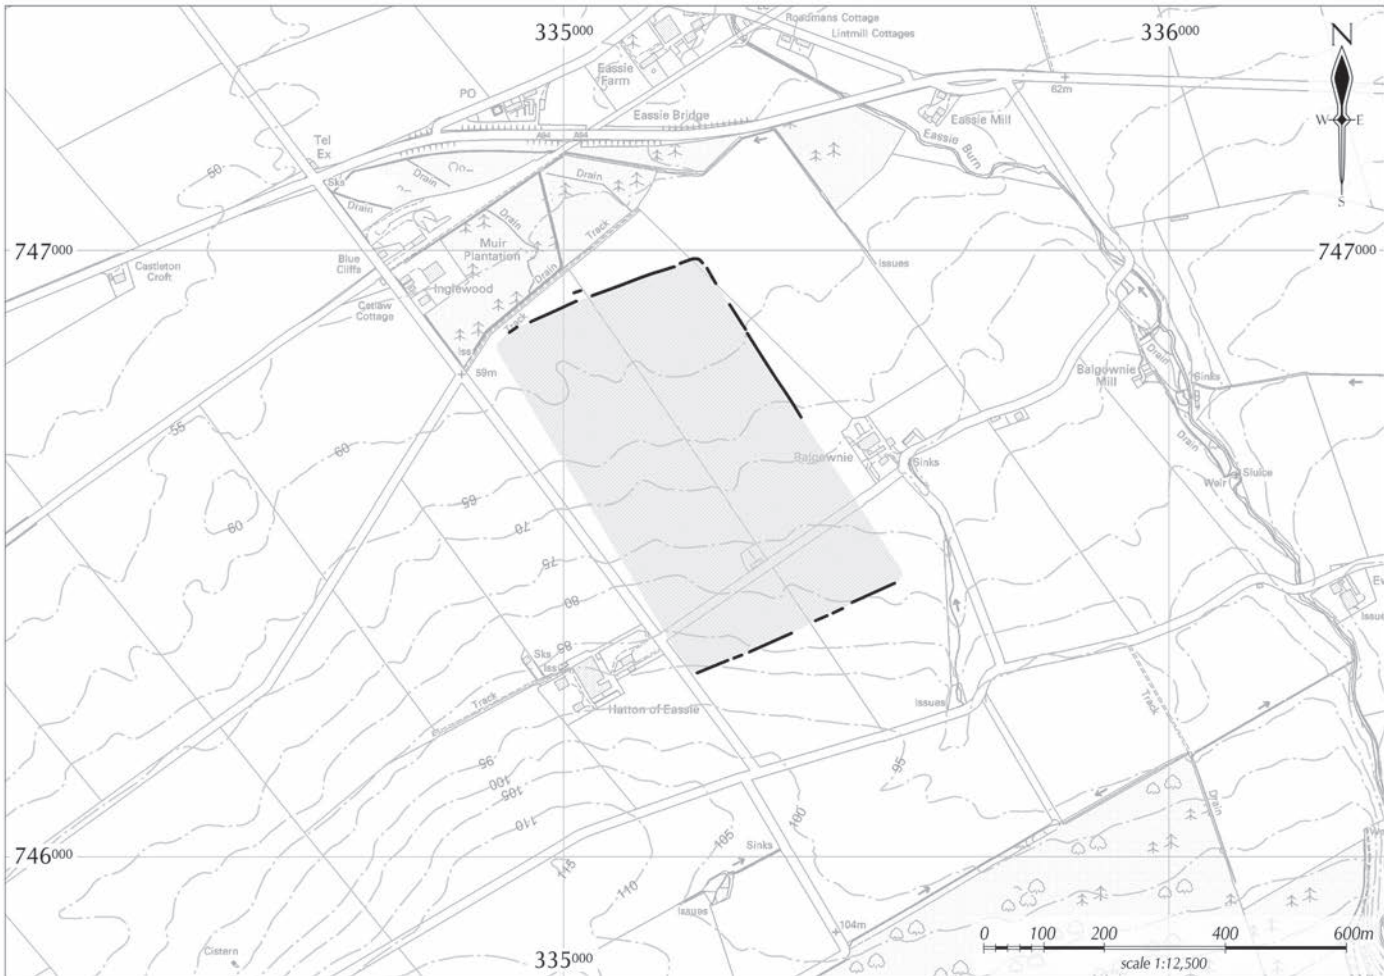 335000
336000
N
Roadmans Cottage
Lintmill Cottages
Eassie
Farm
62m
PO
Eassie Bridge
Eassie Mill
W
E
Tel
Ex
A94
A94
Eassie Burn
50
Sks
Drain
Drain
Drain
S
Drain
Track
747000
Muir
Plantation
Blue
Cliffs
Castleton
Croft
Drain
Issues
747000
Inglewood
Catlaw
Cottage
Track
Iss
59m
Drain
Balgownie
Mill
Sinks
55
60
Balgownie
Sinks
Drain
Sluice
Weir
65
60
70
75
80
85
Sks
Iss
Track
Hatton of Eassie
Issues
Track
95
95
100
105
110
Drain
100
105
746000
Sinks
115
110
Issues
104m
Cistern
335000
0
100
200
400
600m
scale 1:12,500